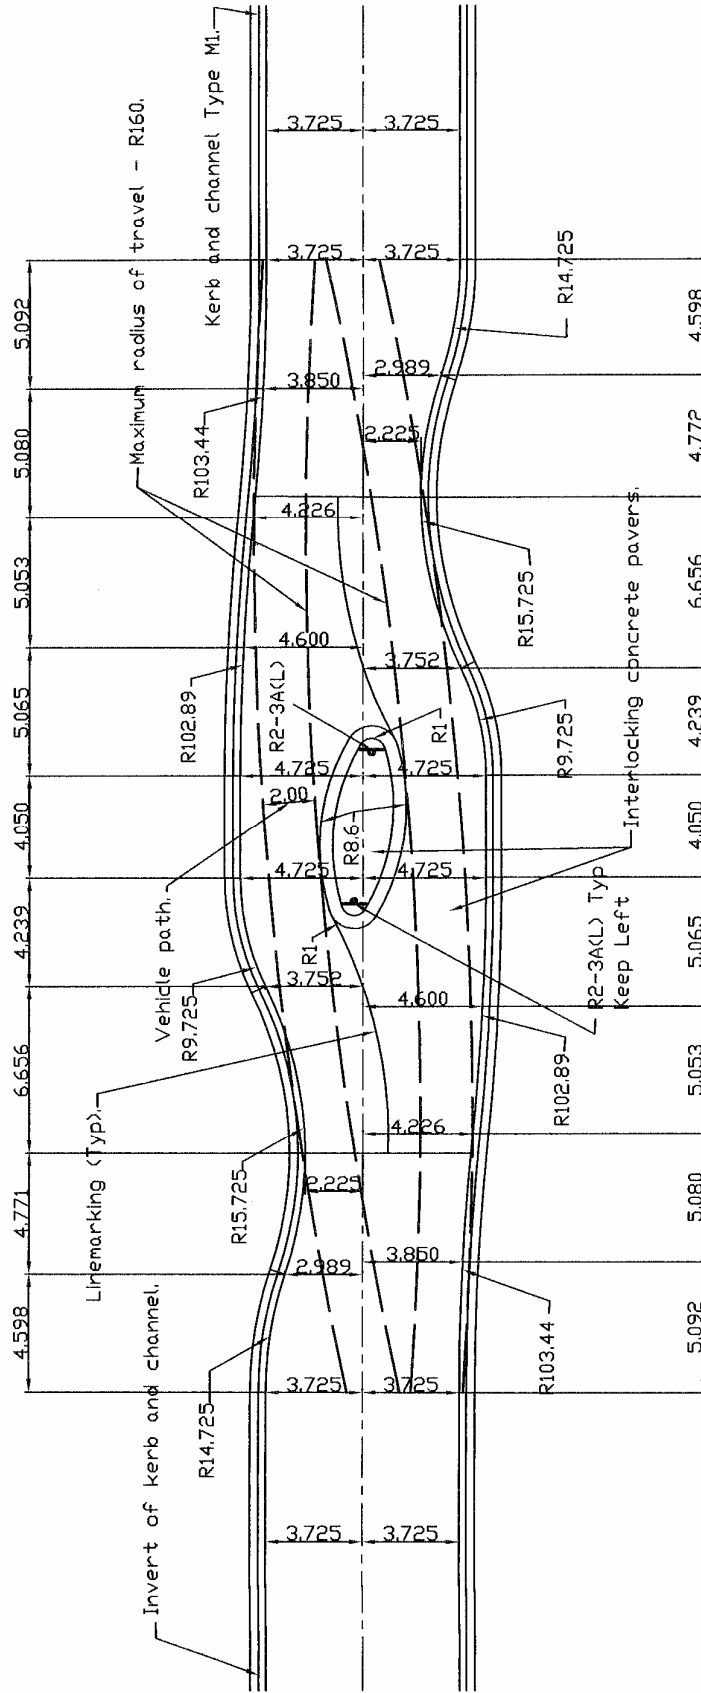 5.092
5.080
5.053
5.065
4.050
4.239
6.656
4.771
4.598
Kerb and channel Type M1.
Maximum radius of travel - R160.
R103.44
R102.89
R2-3A(L)
Vehicle path.
R9.725
Linemarking (Typ).
R15.725
Invert of kerb and channel.
R14.725
3.725
3.725
3.725
3.725
3.850
2.989
2.225
4.226
4.600
3.752
R1
4.725
4.725
2.00
R8.6
4.725
4.725
R1
3.752
4.600
4.226
2.225
3.850
2.989
3.725
3.725
3.725
3.725
R14.725
R15.725
R9.725
Interlocking concrete pavers.
R2-3A(L) Typ
Keep Left
R102.89
R103.44
4.598
4.772
6.656
4.239
4.050
5.065
5.053
5.080
5.092